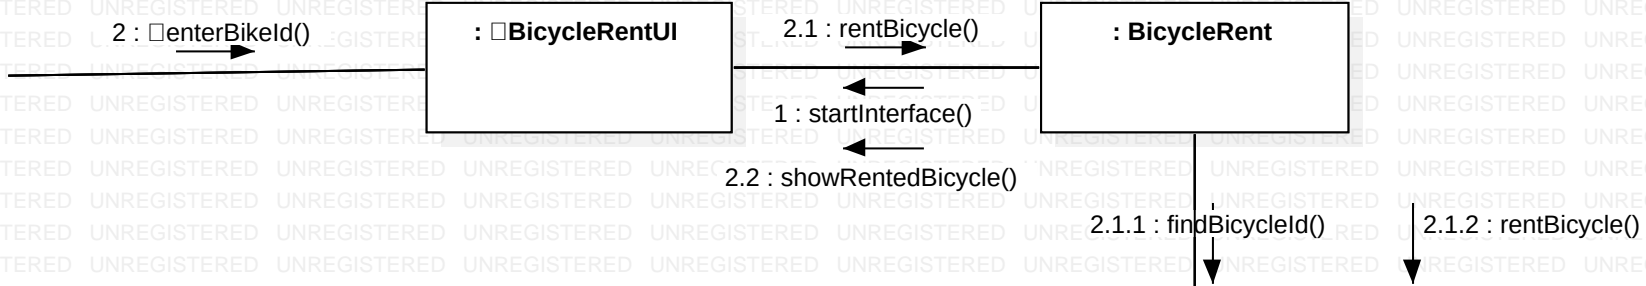 2 : enterBikeId()
: BicycleRentUI
2.1 : rentBicycle()
: BicycleRent
1 : startInterface()
2.2 : showRentedBicycle()
2.1.1 : findBicycleId()
2.1.2 : rentBicycle()
UNREGISTERED